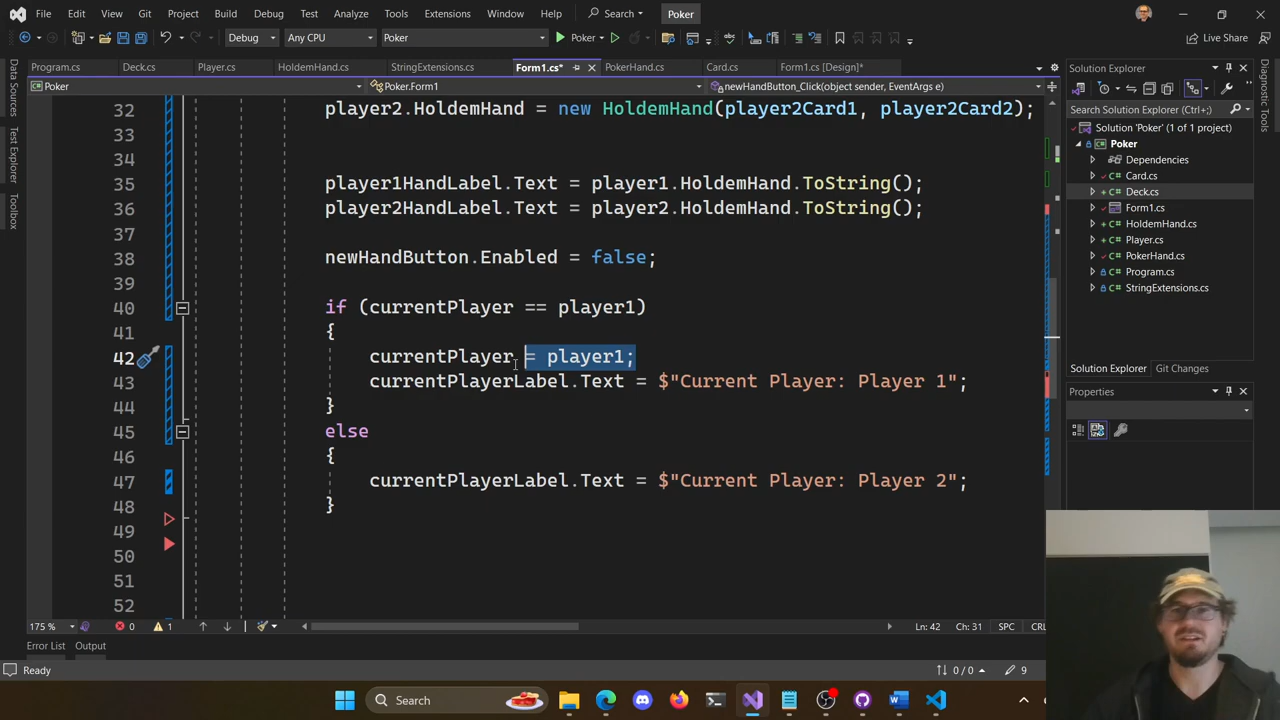 File Edit View Git Project Build Debug Test Analyze Tools Extensions Window Help Search Poker
Debug Any CPU Poker Poker Live Share
Program.cs Deck.cs Player.cs HoldemHand.cs StringExtensions.cs Form1.cs* PokerHand.cs Card.cs Form1.cs [Design]*
Poker Poker.Form1 newHandButton_Click(object sender, EventArgs e)
Data Sources
Test Explorer
Toolbox
32 player2.HoldemHand = new HoldemHand(player2Card1, player2Card2);
33
34
35 player1HandLabel.Text = player1.HoldemHand.ToString();
36 player2HandLabel.Text = player2.HoldemHand.ToString();
37
38 newHandButton.Enabled = false;
39
40 if (currentPlayer == player1)
41 {
42 currentPlayer = player1;
43 currentPlayerLabel.Text = $"Current Player: Player 1";
44 }
45 else
46 {
47 currentPlayerLabel.Text = $"Current Player: Player 2";
48 }
49
50
51
52
175 % 0 1 Ln: 42 Ch: 31 SPC CRL
Error List Output
Ready 0 / 0 9
Solution Explorer
Search Solution Explorer (Ctrl+;)
Solution 'Poker' (1 of 1 project)
Poker
Dependencies
Card.cs
Deck.cs
Form1.cs
HoldemHand.cs
Player.cs
PokerHand.cs
Program.cs
StringExtensions.cs
Solution Explorer Git Changes
Properties
Diagnostic Tools
Search